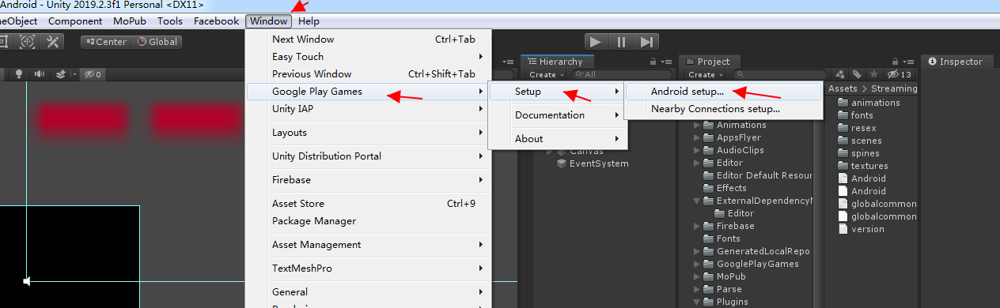 Android - Unity 2019.2.3f1 Personal <DX11>
Component MoPub Tools Facebook Window Help
Center Global
0
Next Window Ctrl+Tab
Easy Touch
Previous Window Ctrl+Shift+Tab
Google Play Games
Unity IAP
Layouts
Unity Distribution Portal
Firebase
Asset Store Ctrl+9
Package Manager
Asset Management
TextMeshPro
General
Setup
Documentation
About
Android setup...
Nearby Connections setup...
Hierarchy
Create All
Canvas
EventSystem
Project
Create
13
Animations
AppsFlyer
AudioClips
Editor
Editor Default Resour
Effects
ExternalDependencyM
Editor
Firebase
Fonts
GeneratedLocalRepo
GooglePlayGames
MoPub
Parse
Plugins
Assets Streaming
animations
fonts
resex
scenes
spines
textures
Android
Android
globalcommon
globalcommon
version
Inspector